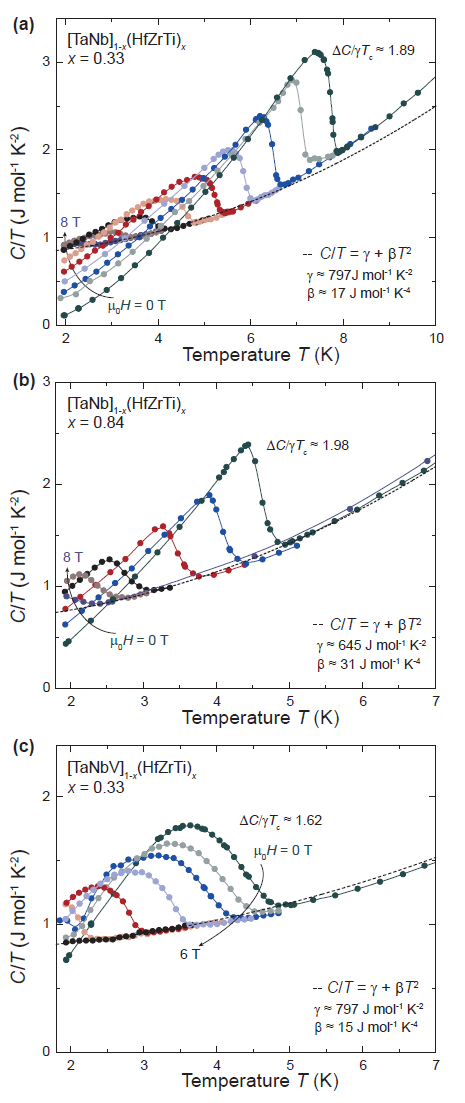 (a)
[TaNb]1-x(HfZrTi)x
x = 0.33
ΔC/γTc ≈ 1.89
3
2
1
0
C/T (J mol-1 K-2)
8 T
μ0H = 0 T
-- C/T = γ + βT2
γ ≈ 797J mol-1 K-2
β ≈ 17 J mol-1 K-4
2 4 6 8 10
Temperature T (K)
(b)
[TaNb]1-x(HfZrTi)x
x = 0.84
ΔC/γTc ≈ 1.98
3
2
1
0
C/T (J mol-1 K-2)
8 T
μ0H = 0 T
-- C/T = γ + βT2
γ ≈ 645 J mol-1 K-2
β ≈ 31 J mol-1 K-4
2 3 4 5 6 7
Temperature T (K)
(c)
[TaNbV]1-x(HfZrTi)x
x = 0.33
ΔC/γTc ≈ 1.62
μ0H = 0 T
2
1
0
C/T (J mol-1 K-2)
6 T
-- C/T = γ + βT2
γ ≈ 797 J mol-1 K-2
β ≈ 15 J mol-1 K-4
2 3 4 5 6 7
Temperature T (K)